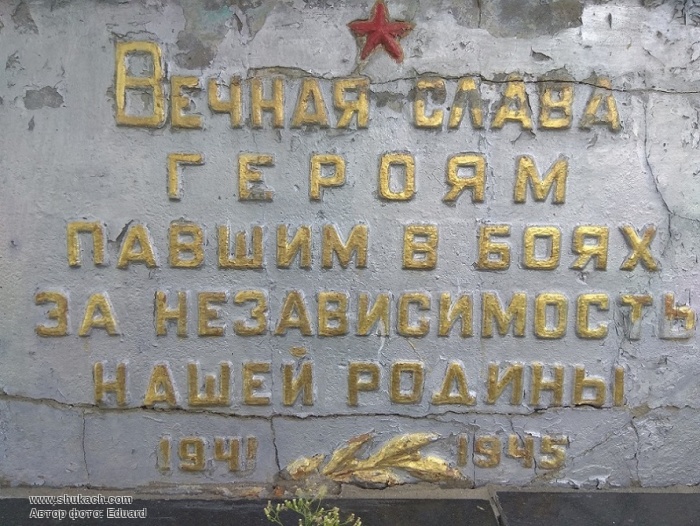 Вечная слава
героям
павшим в боях
за независимость
нашей Родины
1941 1945
www.shukach.com
Автор фото: Eduard